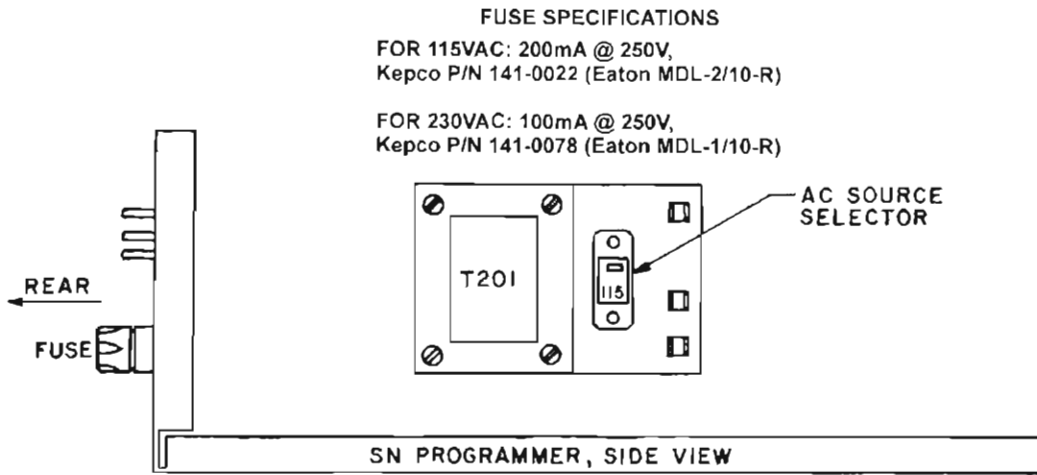 FUSE SPECIFICATIONS
FOR 115VAC: 200mA @ 250V,
Kepco P/N 141-0022 (Eaton MDL-2/10-R)
FOR 230VAC: 100mA @ 250V,
Kepco P/N 141-0078 (Eaton MDL-1/10-R)
AC SOURCE
SELECTOR
T201
115
REAR
FUSE
SN PROGRAMMER, SIDE VIEW